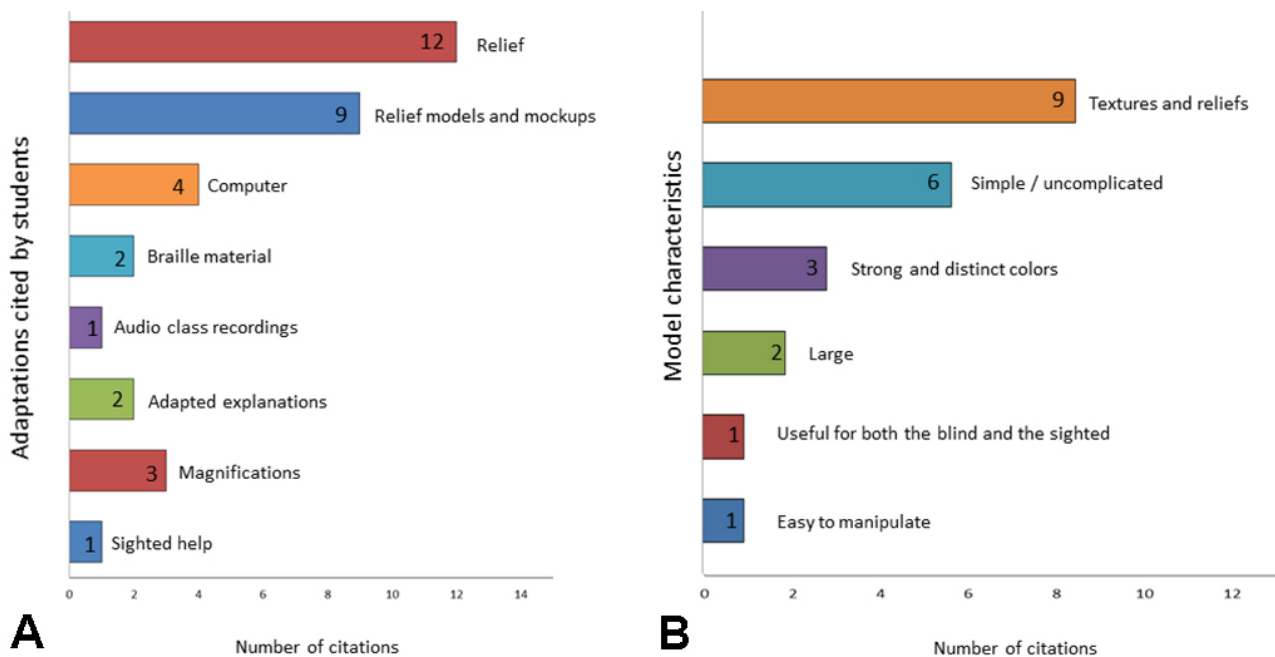 Adaptations cited by students
12 Relief
9 Relief models and mockups
4 Computer
2 Braille material
1 Audio class recordings
2 Adapted explanations
3 Magnifications
1 Sighted help
0 2 4 6 8 10 12 14
Number of citations
A
Model characteristics
9 Textures and reliefs
6 Simple / uncomplicated
3 Strong and distinct colors
2 Large
1 Useful for both the blind and the sighted
1 Easy to manipulate
0 2 4 6 8 10 12
Number of citations
B